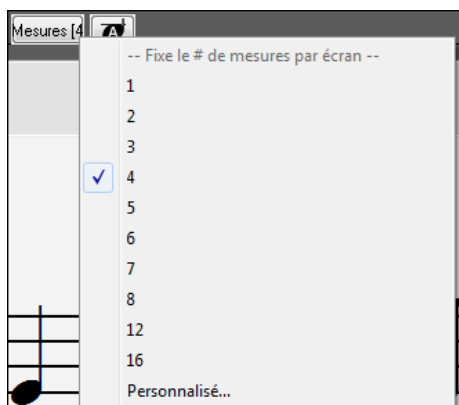 Mesures [4
A
-- Fixe le # de mesures par écran --
1
2
3
4
5
6
7
8
12
16
Personnalisé...